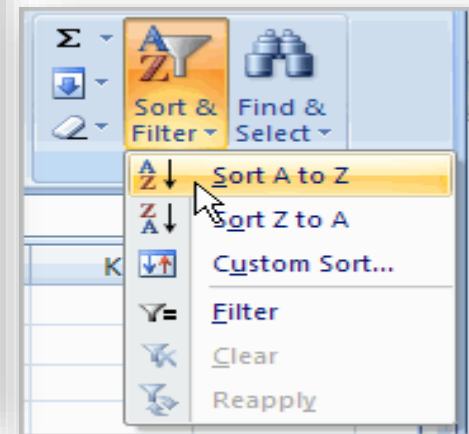 Σ
Sort & Filter
Find & Select
Sort A to Z
Sort Z to A
Custom Sort...
K
Filter
Clear
Reapply